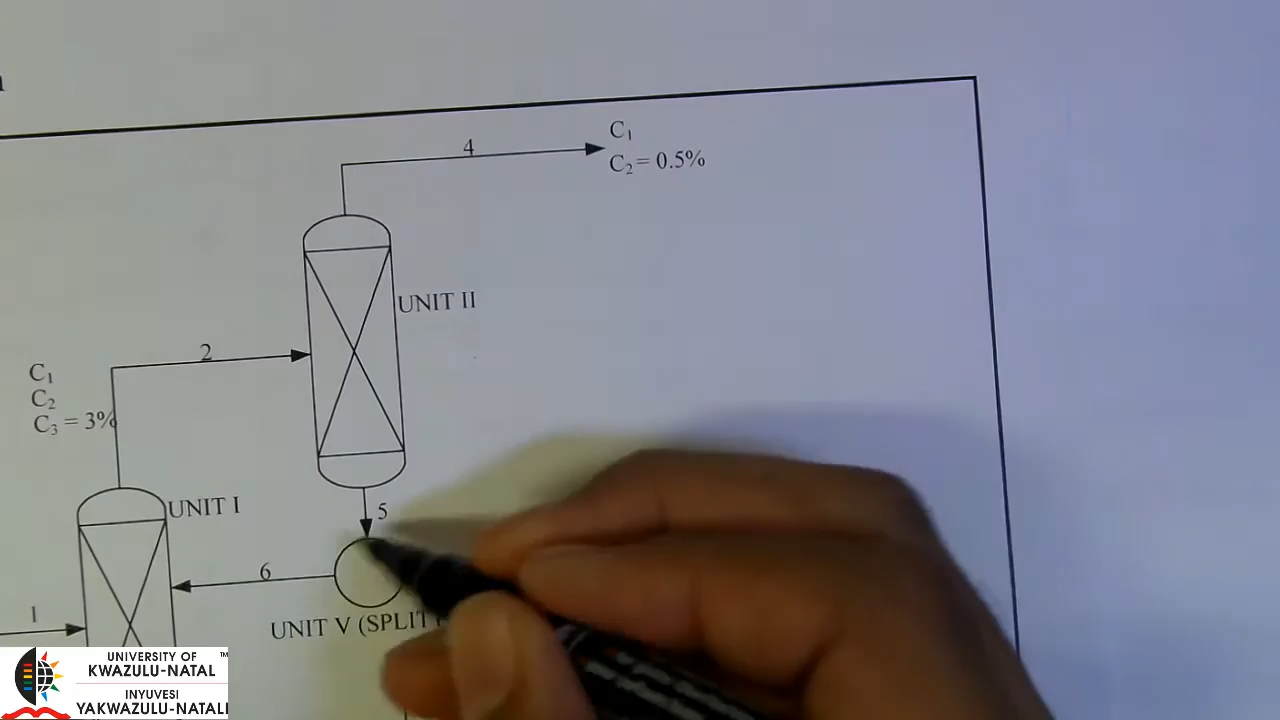 4
C₁
C₂ = 0.5%
UNIT II
2
C₁
C₂
C₃ = 3%
UNIT I
5
6
1
UNIT V (SPLIT
UNIVERSITY OF ™
KWAZULU-NATAL
INYUVESI
YAKWAZULU-NATALI